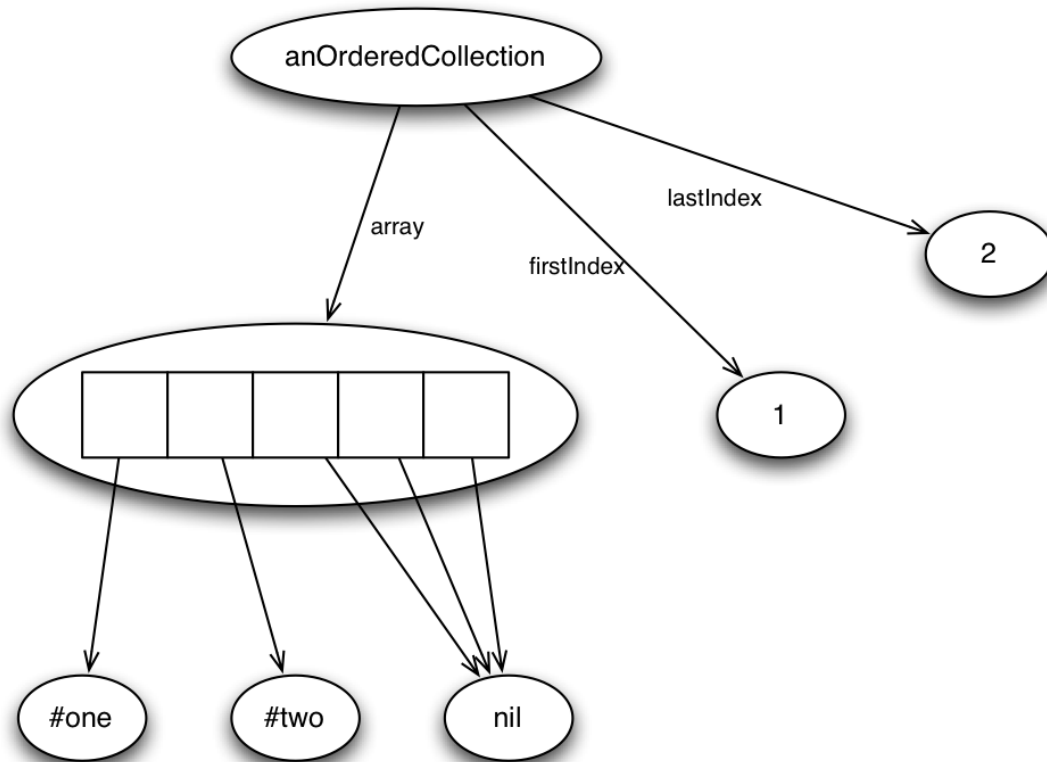 anOrderedCollection
lastIndex
array
firstIndex
2
1
#one
#two
nil